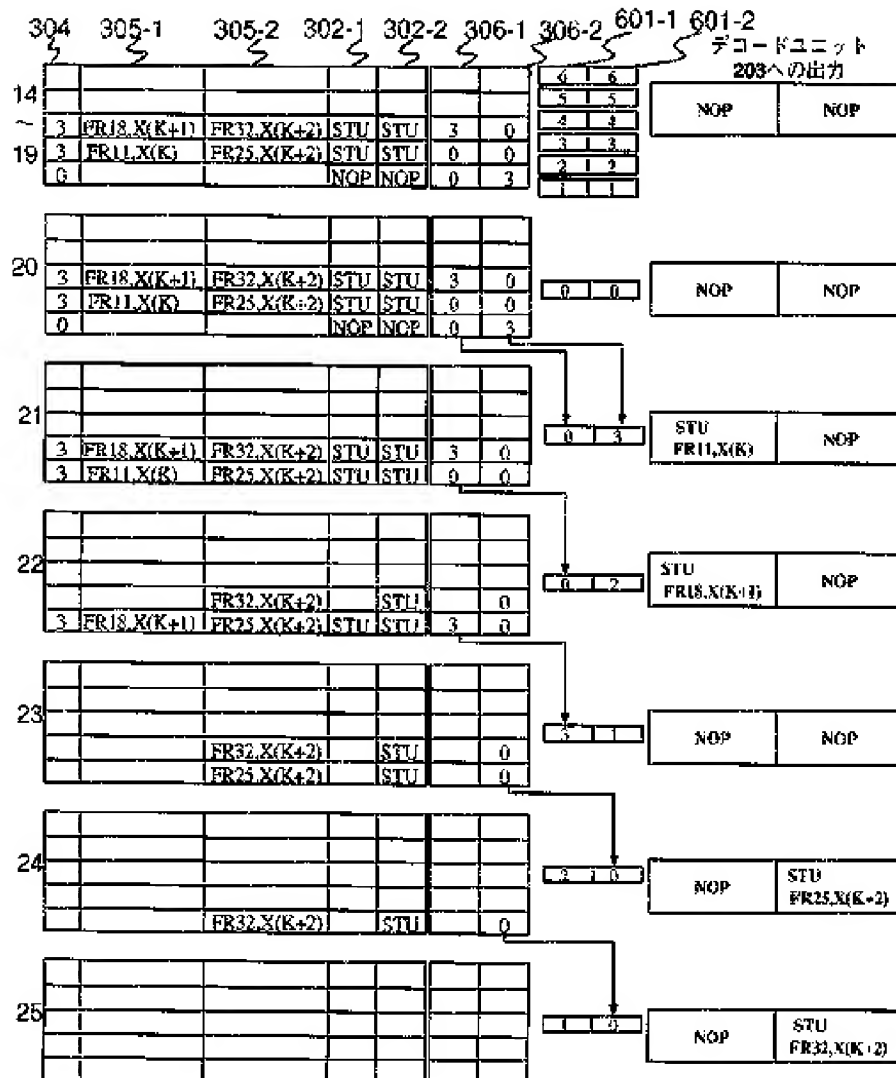 304 305-1 305-2 302-1 302-2 306-1 306-2 601-1 601-2
デコードユニット
203への出力
14
~
19
6 6
5 5
4 4
3 3
2 2
1 1
NOP NOP
3 FR18,X(K+1) FR32,X(K+2) STU STU 3 0
3 FR11,X(K) FR25,X(K+2) STU STU 0 0
0 NOP NOP 0 3
20
3 FR18,X(K+1) FR32,X(K+2) STU STU 3 0
3 FR11,X(K) FR25,X(K+2) STU STU 0 0
0 NOP NOP 0 3
0 0
NOP NOP
21
3 FR18,X(K+1) FR32,X(K+2) STU STU 3 0
3 FR11,X(K) FR25,X(K+2) STU STU 0 0
0 3
STU
FR11,X(K)
NOP
22
FR32,X(K+2) STU 0
3 FR18,X(K+1) FR25,X(K+2) STU STU 3 0
0 2
STU
FR18,X(K+1)
NOP
23
FR32,X(K+2) STU 0
FR25,X(K+2) STU 0
3 1
NOP NOP
24
FR32,X(K+2) STU 0
2 0
NOP
STU
FR25,X(K+2)
25
1 0
NOP
STU
FR32,X(K+2)